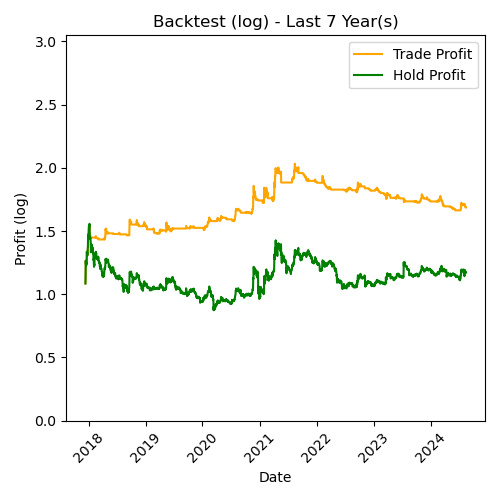 Backtest (log) - Last 7 Year(s)
Trade Profit
Hold Profit
Profit (log)
3.0
2.5
2.0
1.5
1.0
0.5
0.0
2018
2019
2020
2021
2022
2023
2024
Date